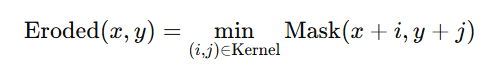 Eroded(x, y) = min Mask(x + i, y + j)
(i,j)∈Kernel